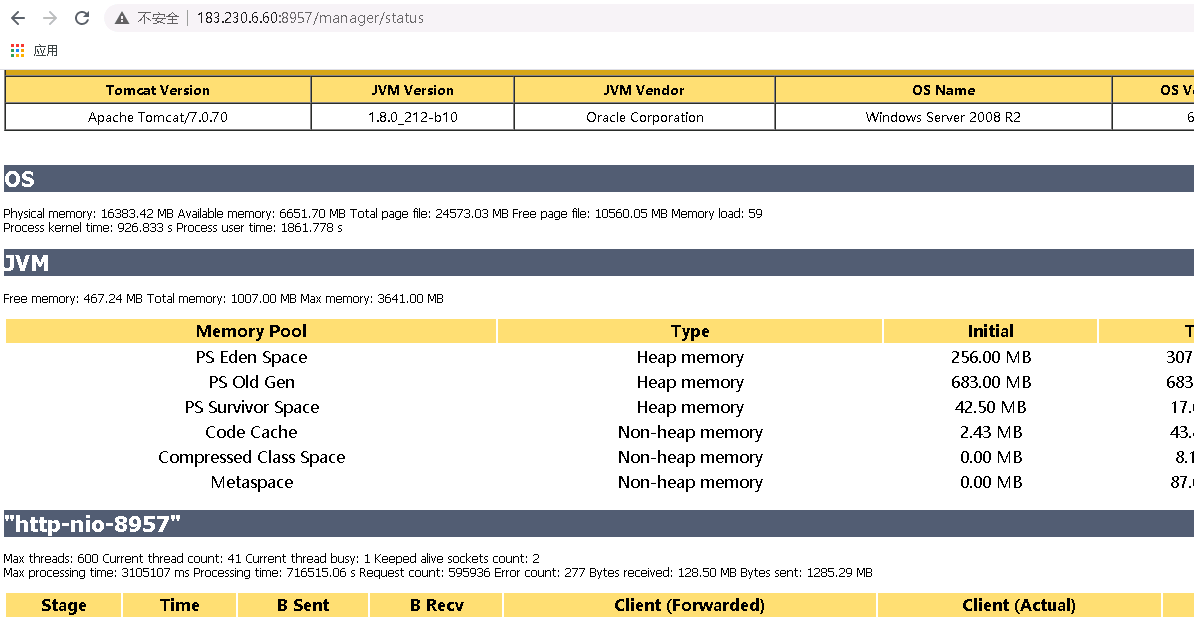 不安全 183.230.6.60:8957/manager/status
应用
Tomcat Version JVM Version JVM Vendor OS Name OS V
Apache Tomcat/7.0.70 1.8.0_212-b10 Oracle Corporation Windows Server 2008 R2 6
OS
Physical memory: 16383.42 MB Available memory: 6651.70 MB Total page file: 24573.03 MB Free page file: 10560.05 MB Memory load: 59
Process kernel time: 926.833 s Process user time: 1861.778 s
JVM
Free memory: 467.24 MB Total memory: 1007.00 MB Max memory: 3641.00 MB
Memory Pool Type Initial T
PS Eden Space Heap memory 256.00 MB 307
PS Old Gen Heap memory 683.00 MB 683
PS Survivor Space Heap memory 42.50 MB 17.
Code Cache Non-heap memory 2.43 MB 43.
Compressed Class Space Non-heap memory 0.00 MB 8.1
Metaspace Non-heap memory 0.00 MB 87.
"http-nio-8957"
Max threads: 600 Current thread count: 41 Current thread busy: 1 Keeped alive sockets count: 2
Max processing time: 3105107 ms Processing time: 716515.06 s Request count: 595936 Error count: 277 Bytes received: 128.50 MB Bytes sent: 1285.29 MB
Stage Time B Sent B Recv Client (Forwarded) Client (Actual)